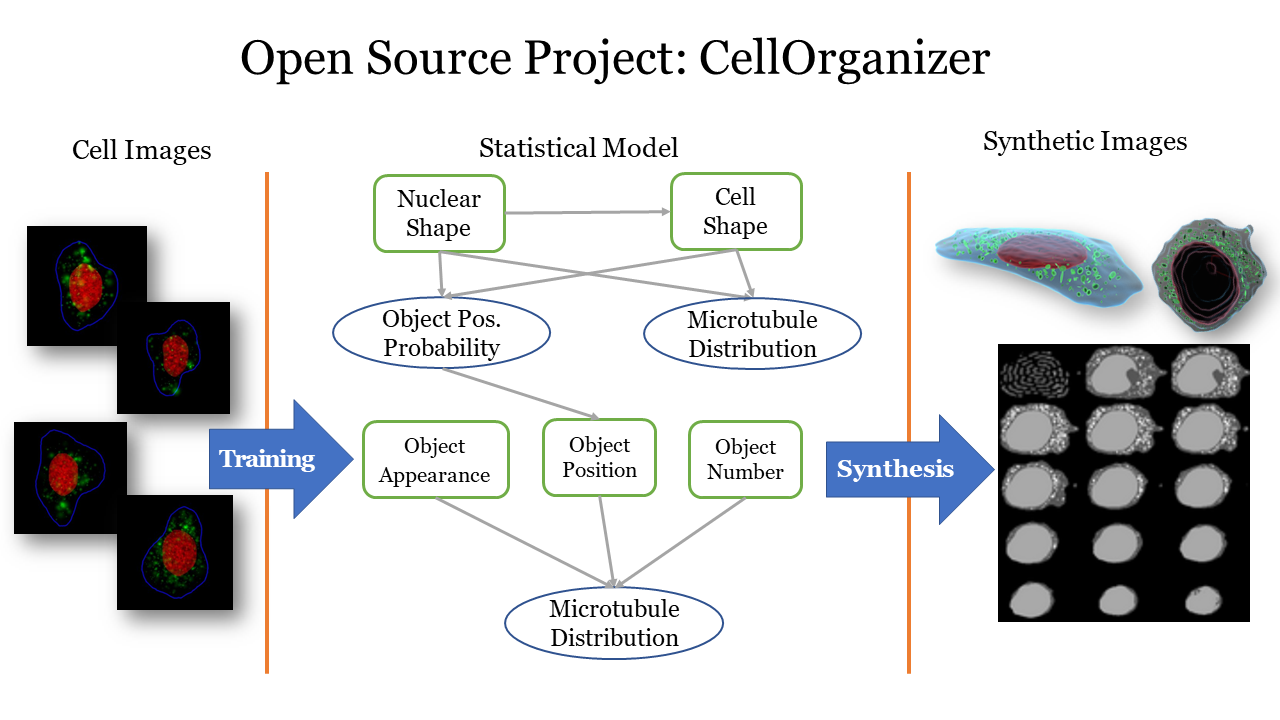 Open Source Project: CellOrganizer
Cell Images
Statistical Model
Synthetic Images
Nuclear
Shape
Cell
Shape
Object Pos.
Probability
Microtubule
Distribution
Training
Object
Appearance
Object
Position
Object
Number
Synthesis
Microtubule
Distribution